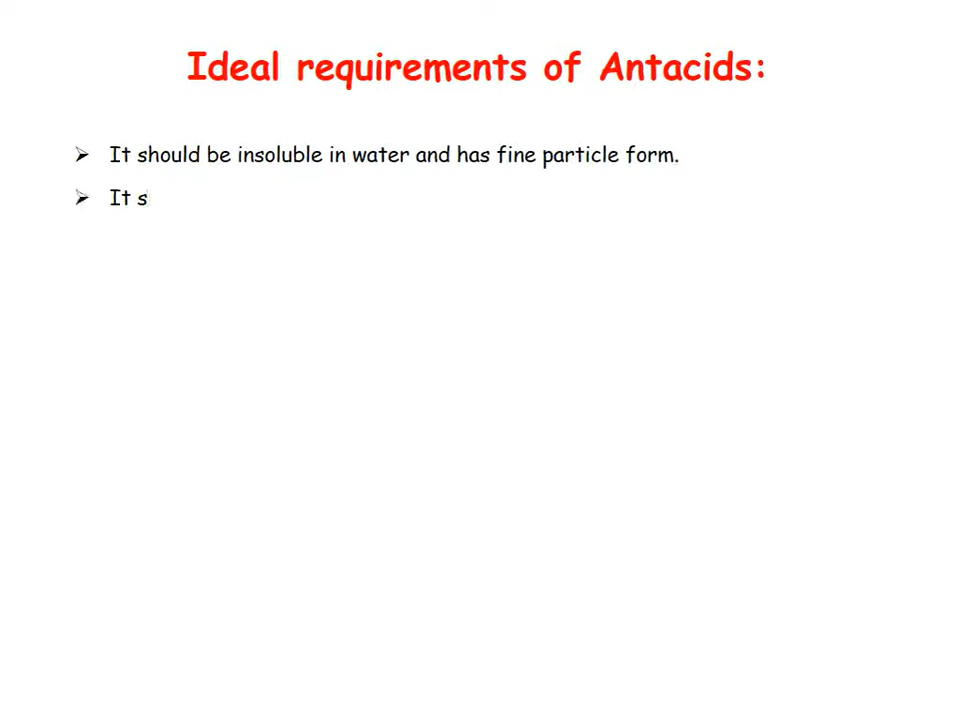 Ideal requirements of Antacids:
➢ It should be insoluble in water and has fine particle form.
➢ It s